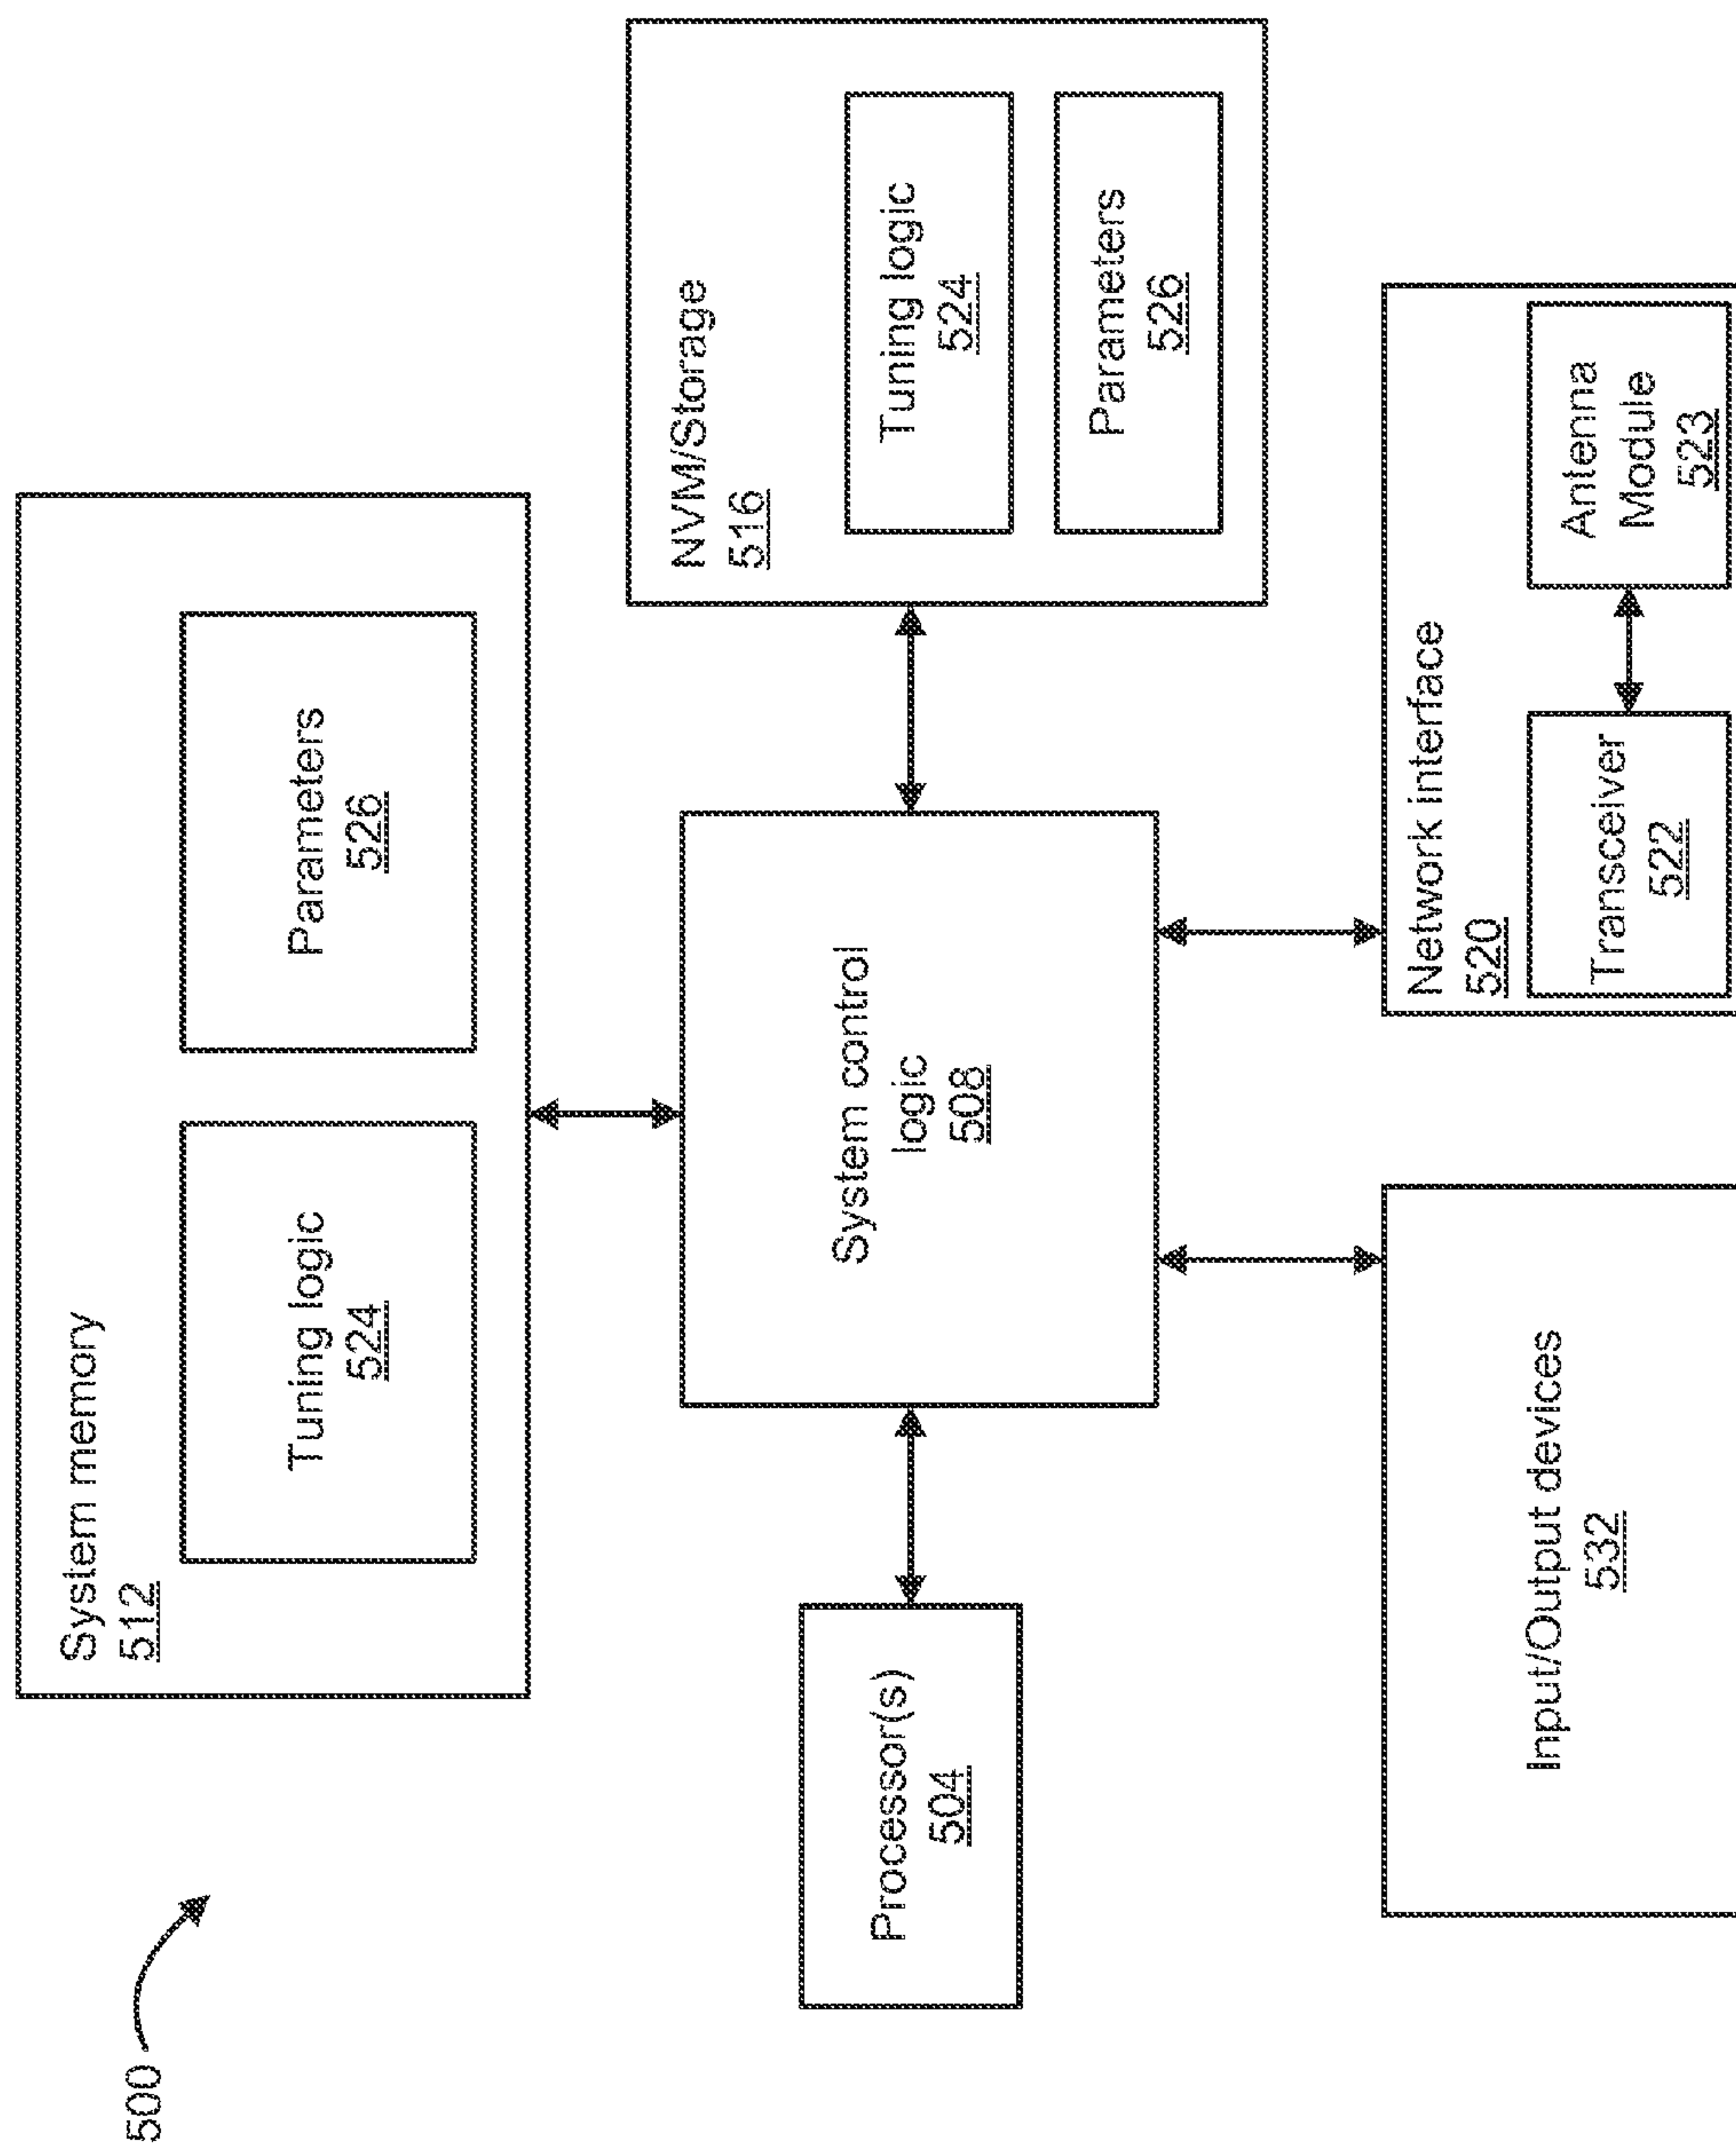 500
System memory
512
Tuning logic
524
Parameters
526
Processor(s)
504
System control
logic
508
NVM/Storage
516
Tuning logic
524
Parameters
526
Input/Output devices
532
Network interface
520
Transceiver
522
Antenna
Module
523